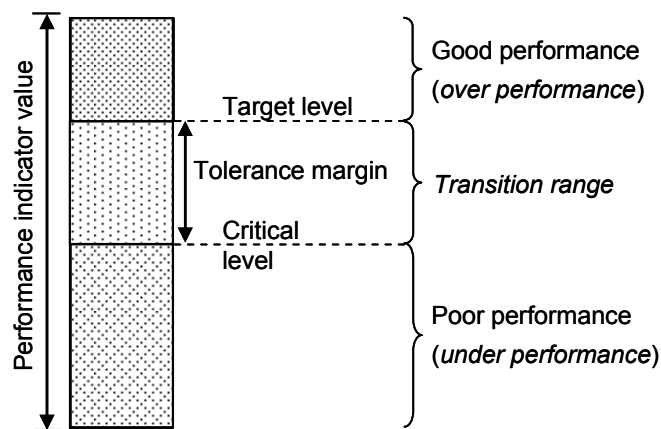 Performance indicator value
Target level
Tolerance margin
Critical
level
Good performance
(over performance)
Transition range
Poor performance
(under performance)